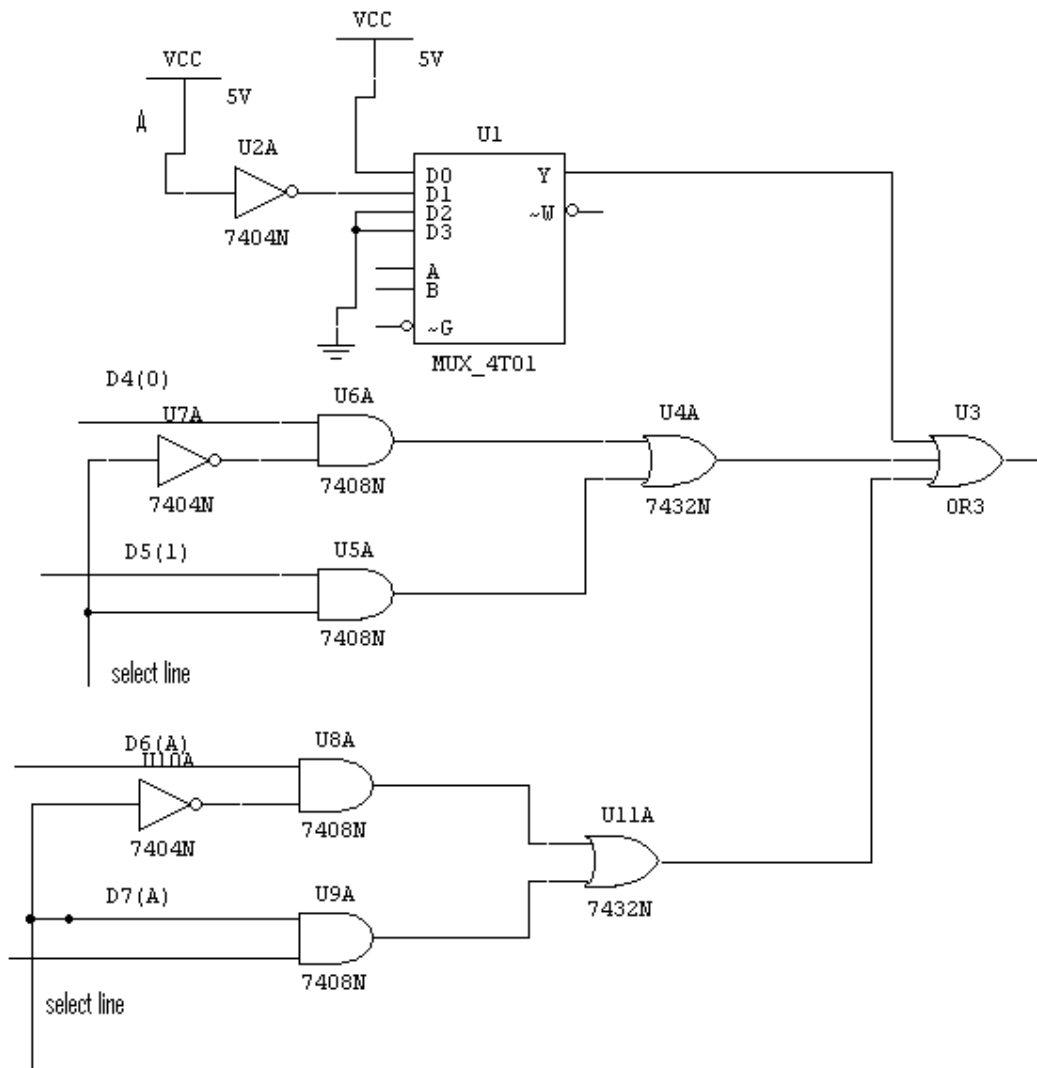 VCC
5V
VCC
5V
A
U2A
7404N
U1
D0
D1
D2
D3
A
B
~G
Y
~W
MUX_4TO1
D4(0)
U7A
7404N
U6A
7408N
U4A
7432N
U3
OR3
D5(1)
U5A
7408N
select line
D6(A)
U10A
7404N
U8A
7408N
U11A
7432N
D7(A)
U9A
7408N
select line